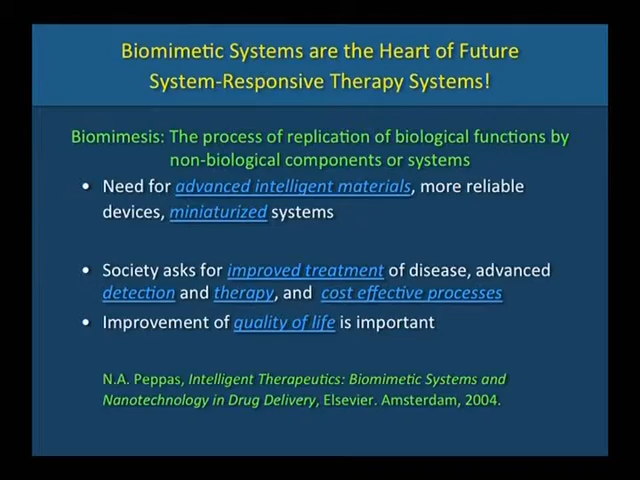 Biomimetic Systems are the Heart of Future
System-Responsive Therapy Systems!
Biomimesis: The process of replication of biological functions by
non-biological components or systems
• Need for advanced intelligent materials, more reliable
devices, miniaturized systems
• Society asks for improved treatment of disease, advanced
detection and therapy, and cost effective processes
• Improvement of quality of life is important
N.A. Peppas, Intelligent Therapeutics: Biomimetic Systems and
Nanotechnology in Drug Delivery, Elsevier. Amsterdam, 2004.